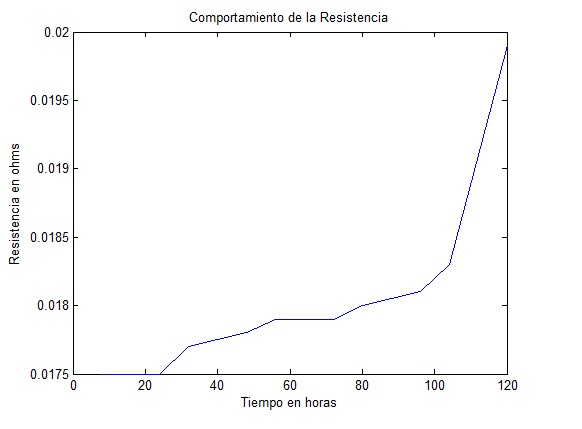 Comportamiento de la Resistencia
0.02
0.0195
0.019
0.0185
0.018
0.0175
Resistencia en ohms
0 20 40 60 80 100 120
Tiempo en horas